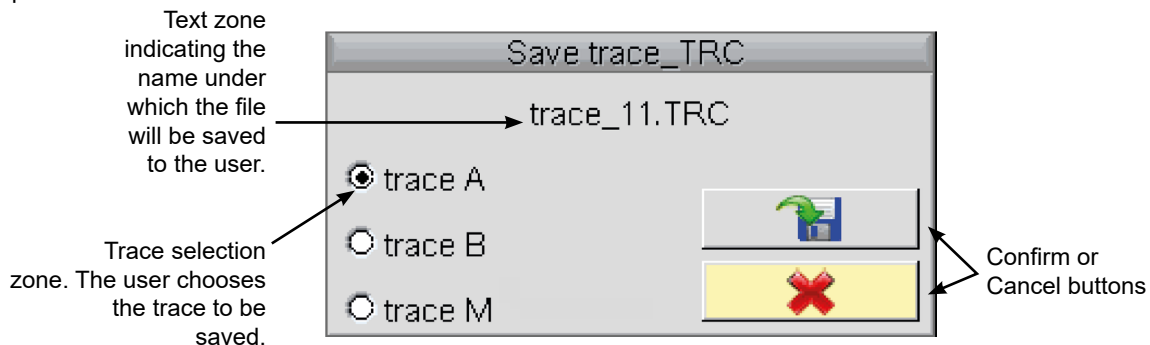 Text zone
indicating the
name under
which the file
will be saved
to the user.
Save trace_TRC
trace_11.TRC
trace A
trace B
trace M
Trace selection
zone. The user chooses
the trace to be
saved.
Confirm or
Cancel buttons